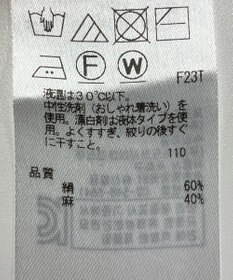 F W
F23T
液温は30℃以下。
中性洗剤（おしゃれ着洗い）を
使用。漂白剤は液体タイプを使
用。よくすすぎ、絞りの後すぐ
に干すこと。
110
品質
絹 60%
麻 40%